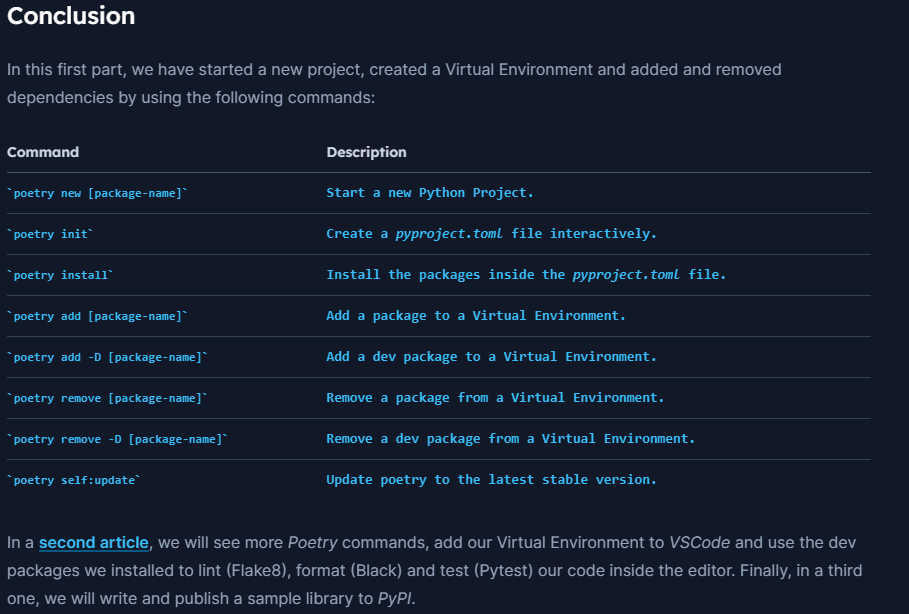 Conclusion
In this first part, we have started a new project, created a Virtual Environment and added and removed
dependencies by using the following commands:
Command Description
`poetry new [package-name]` Start a new Python Project.
`poetry init` Create a pyproject.toml file interactively.
`poetry install` Install the packages inside the pyproject.toml file.
`poetry add [package-name]` Add a package to a Virtual Environment.
`poetry add -D [package-name]` Add a dev package to a Virtual Environment.
`poetry remove [package-name]` Remove a package from a Virtual Environment.
`poetry remove -D [package-name]` Remove a dev package from a Virtual Environment.
`poetry self:update` Update poetry to the latest stable version.
In a second article, we will see more Poetry commands, add our Virtual Environment to VSCode and use the dev
packages we installed to lint (Flake8), format (Black) and test (Pytest) our code inside the editor. Finally, in a third
one, we will write and publish a sample library to PyPI.